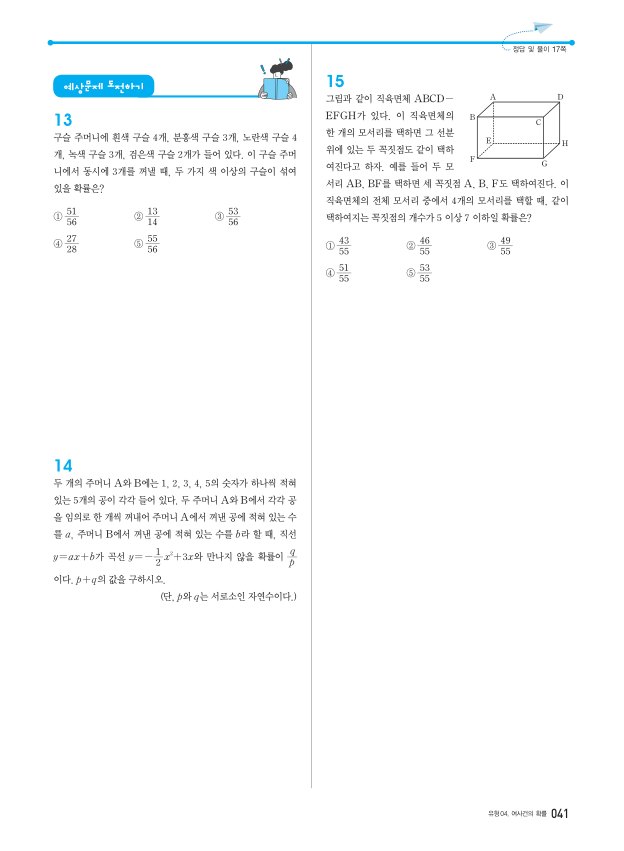 정답 및 풀이 17쪽
예상문제 도전하기
13
구슬 주머니에 흰색 구슬 4개, 분홍색 구슬 3개, 노란색 구슬 4
개, 녹색 구슬 3개, 검은색 구슬 2개가 들어 있다. 이 구슬 주머
니에서 동시에 3개를 꺼낼 때, 두 가지 색 이상의 구슬이 섞여
있을 확률은?
① 51/56 ② 13/14 ③ 53/56
④ 27/28 ⑤ 55/56
14
두 개의 주머니 A와 B에는 1, 2, 3, 4, 5의 숫자가 하나씩 적혀
있는 5개의 공이 각각 들어 있다. 두 주머니 A와 B에서 각각 공
을 임의로 한 개씩 꺼내어 주머니 A에서 꺼낸 공에 적혀 있는 수
를 a, 주머니 B에서 꺼낸 공에 적혀 있는 수를 b라 할 때, 직선
y=ax+b가 곡선 y=-1/2x²+3x와 만나지 않을 확률이 q/p
이다. p+q의 값을 구하시오.
(단, p와 q는 서로소인 자연수이다.)
15
그림과 같이 직육면체 ABCD-
EFGH가 있다. 이 직육면체의
한 개의 모서리를 택하면 그 선분
위에 있는 두 꼭짓점도 같이 택하
여진다고 하자. 예를 들어 두 모
서리 AB, BF를 택하면 세 꼭짓점 A, B, F도 택하여진다. 이
직육면체의 전체 모서리 중에서 4개의 모서리를 택할 때, 같이
택하여지는 꼭짓점의 개수가 5 이상 7 이하일 확률은?
A D
B C
E H
F G
① 43/55 ② 46/55 ③ 49/55
④ 51/55 ⑤ 53/55
유형 04. 여사건의 확률 041